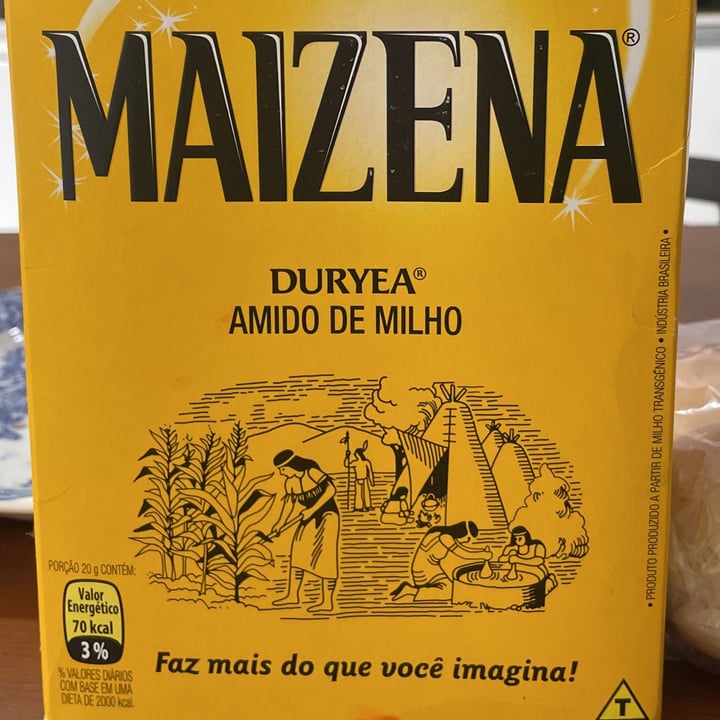 MAIZENA®
DURYEA®
AMIDO DE MILHO
• PRODUTO PRODUZIDO A PARTIR DE MILHO TRANSGÊNICO • INDÚSTRIA BRASILEIRA •
PORÇÃO 20 g CONTÉM:
Valor
Energético
70 kcal
3%
% VALORES DIÁRIOS
COM BASE EM UMA
DIETA DE 2000 kcal.
Faz mais do que você imagina!
T